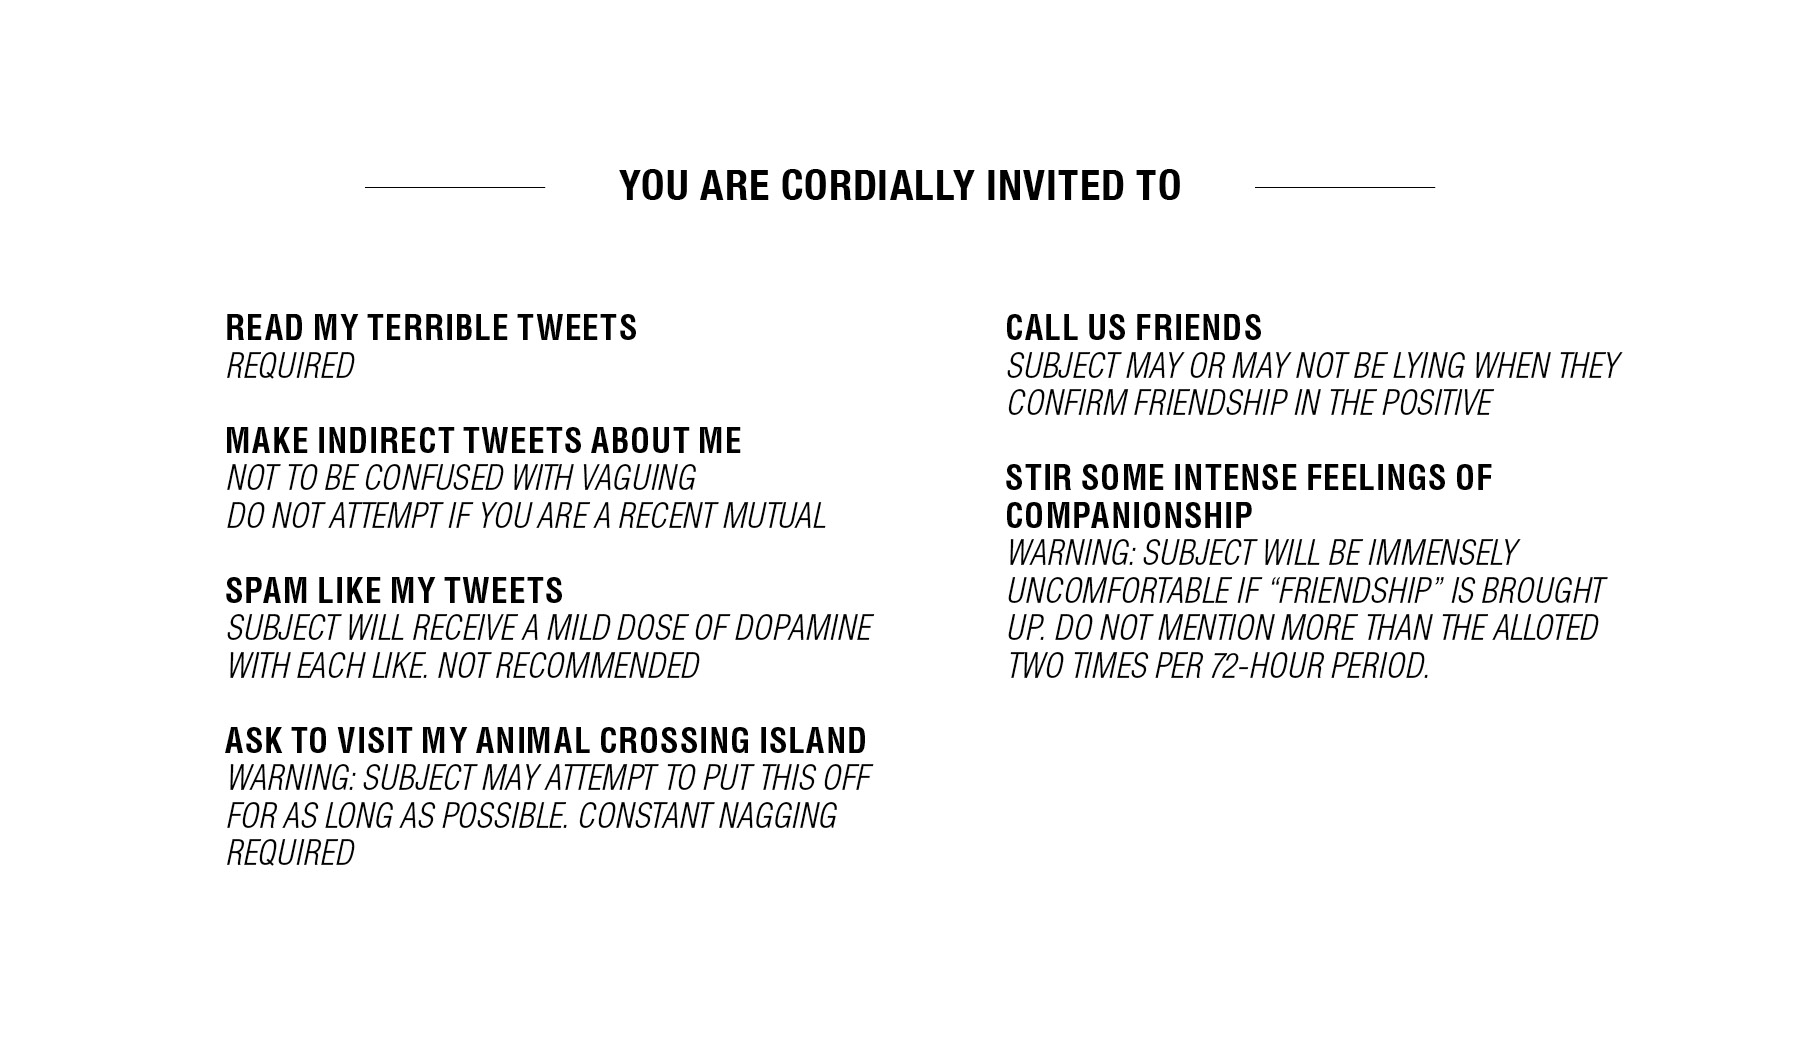 YOU ARE CORDIALLY INVITED TO
READ MY TERRIBLE TWEETS
REQUIRED
MAKE INDIRECT TWEETS ABOUT ME
NOT TO BE CONFUSED WITH VAGUING
DO NOT ATTEMPT IF YOU ARE A RECENT MUTUAL
SPAM LIKE MY TWEETS
SUBJECT WILL RECEIVE A MILD DOSE OF DOPAMINE
WITH EACH LIKE. NOT RECOMMENDED
ASK TO VISIT MY ANIMAL CROSSING ISLAND
WARNING: SUBJECT MAY ATTEMPT TO PUT THIS OFF
FOR AS LONG AS POSSIBLE. CONSTANT NAGGING
REQUIRED
CALL US FRIENDS
SUBJECT MAY OR MAY NOT BE LYING WHEN THEY
CONFIRM FRIENDSHIP IN THE POSITIVE
STIR SOME INTENSE FEELINGS OF
COMPANIONSHIP
WARNING: SUBJECT WILL BE IMMENSELY
UNCOMFORTABLE IF “FRIENDSHIP” IS BROUGHT
UP. DO NOT MENTION MORE THAN THE ALLOTED
TWO TIMES PER 72-HOUR PERIOD.